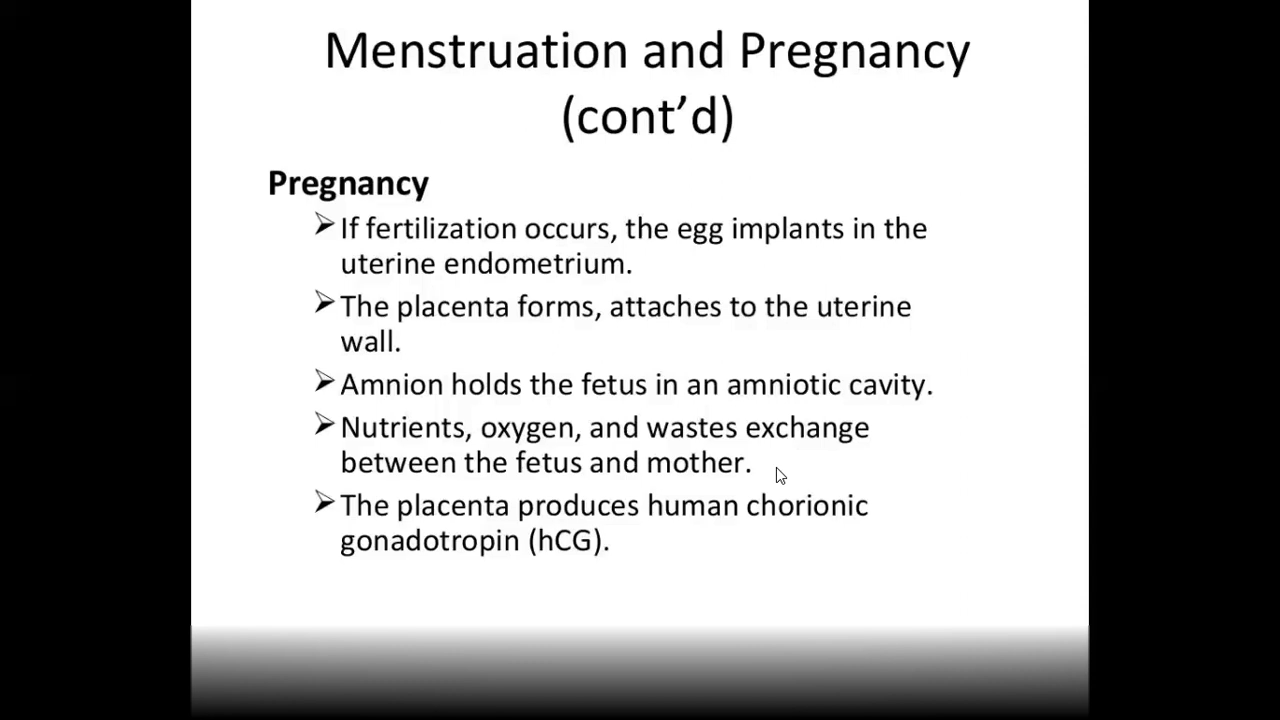 Menstruation and Pregnancy
(cont’d)
Pregnancy
➢If fertilization occurs, the egg implants in the
uterine endometrium.
➢The placenta forms, attaches to the uterine
wall.
➢Amnion holds the fetus in an amniotic cavity.
➢Nutrients, oxygen, and wastes exchange
between the fetus and mother.
➢The placenta produces human chorionic
gonadotropin (hCG).